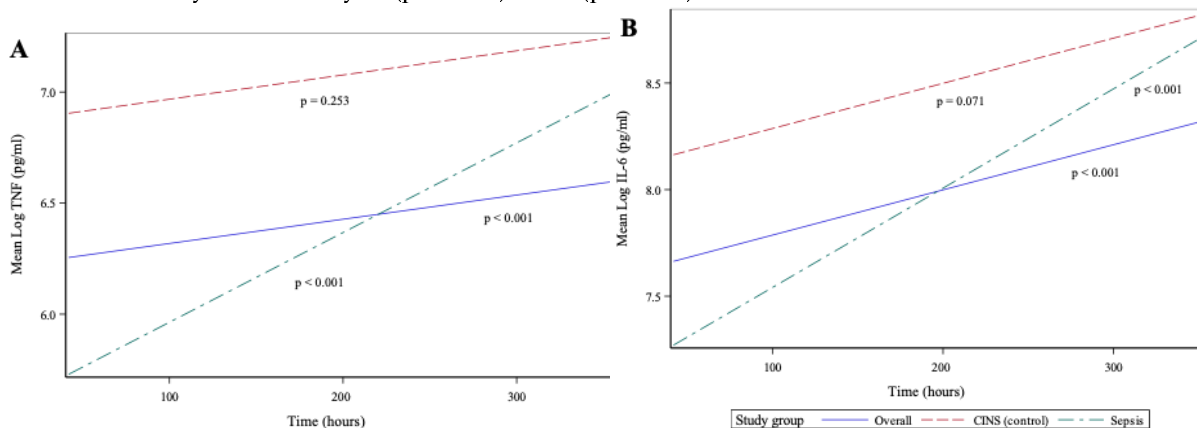 A
Mean Log TNF (pg/ml)
7.0
6.5
6.0
p = 0.253
p < 0.001
p < 0.001
100
200
300
Time (hours)
B
Mean Log IL-6 (pg/ml)
8.5
8.0
7.5
p < 0.001
p = 0.071
p < 0.001
100
200
300
Time (hours)
Study group Overall CINS (control) Sepsis